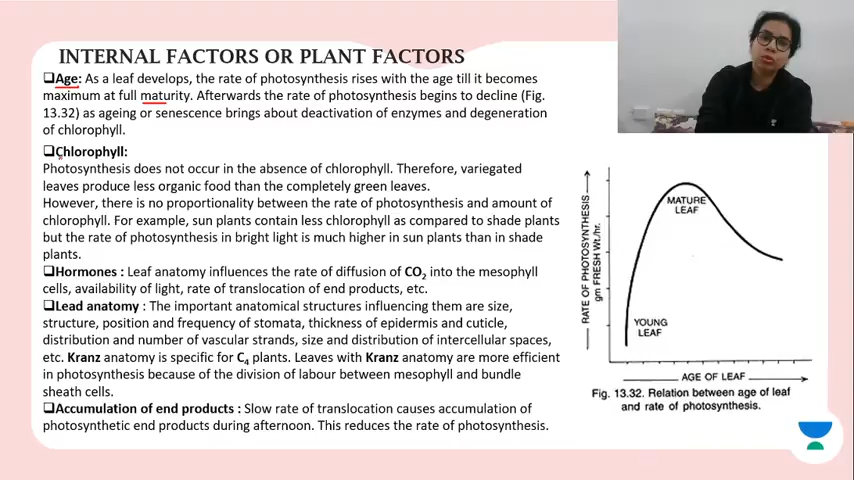 INTERNAL FACTORS OR PLANT FACTORS
❑Age: As a leaf develops, the rate of photosynthesis rises with the age till it becomes
maximum at full maturity. Afterwards the rate of photosynthesis begins to decline (Fig.
13.32) as ageing or senescence brings about deactivation of enzymes and degeneration
of chlorophyll.
❑Chlorophyll:
Photosynthesis does not occur in the absence of chlorophyll. Therefore, variegated
leaves produce less organic food than the completely green leaves.
However, there is no proportionality between the rate of photosynthesis and amount of
chlorophyll. For example, sun plants contain less chlorophyll as compared to shade plants
but the rate of photosynthesis in bright light is much higher in sun plants than in shade
plants.
❑Hormones : Leaf anatomy influences the rate of diffusion of CO2 into the mesophyll
cells, availability of light, rate of translocation of end products, etc.
❑Lead anatomy : The important anatomical structures influencing them are size,
structure, position and frequency of stomata, thickness of epidermis and cuticle,
distribution and number of vascular strands, size and distribution of intercellular spaces,
etc. Kranz anatomy is specific for C4 plants. Leaves with Kranz anatomy are more efficient
in photosynthesis because of the division of labour between mesophyll and bundle
sheath cells.
❑Accumulation of end products : Slow rate of translocation causes accumulation of
photosynthetic end products during afternoon. This reduces the rate of photosynthesis.
RATE OF PHOTOSYNTHESIS
gm FRESH Wt./hr.
MATURE
LEAF
YOUNG
LEAF
AGE OF LEAF
Fig. 13.32. Relation between age of leaf
and rate of photosynthesis.